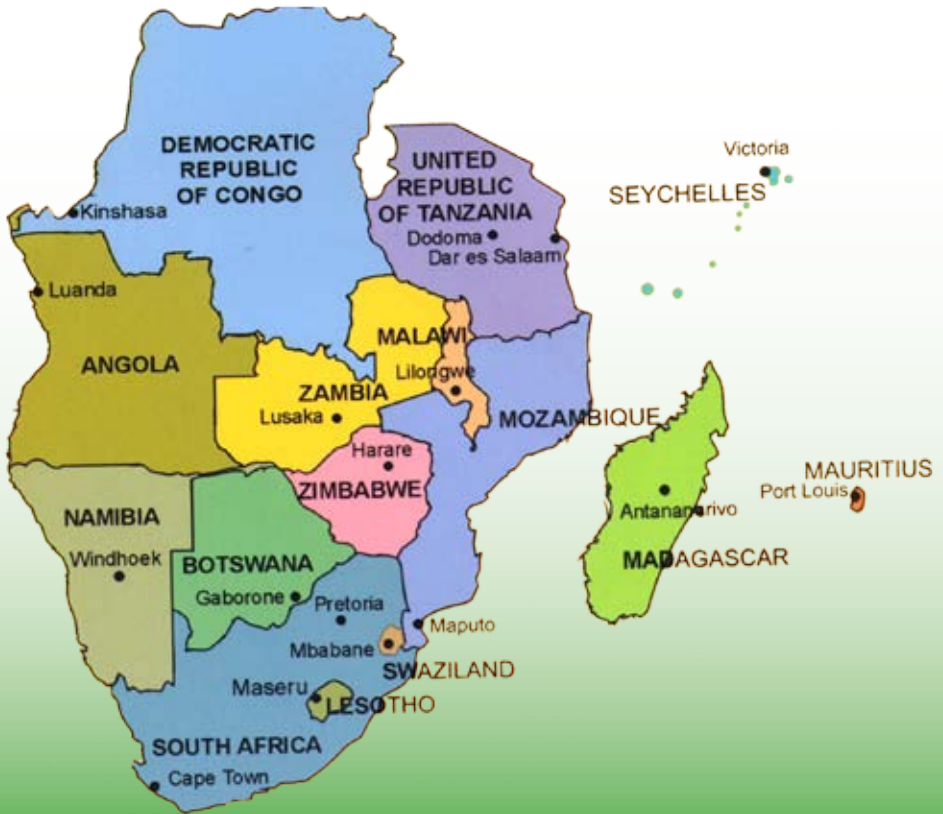 DEMOCRATIC
REPUBLIC
OF CONGO
Kinshasa
UNITED
REPUBLIC
OF TANZANIA
Dodoma
Dar es Salaam
Victoria
SEYCHELLES
Luanda
ANGOLA
MALAWI
Lilongwe
ZAMBIA
Lusaka
MOZAMBIQUE
Harare
ZIMBABWE
MAURITIUS
Port Louis
Antananarivo
MADAGASCAR
NAMIBIA
Windhoek
BOTSWANA
Gaborone
Pretoria
Maputo
Mbabane
SWAZILAND
Maseru
LESOTHO
SOUTH AFRICA
Cape Town